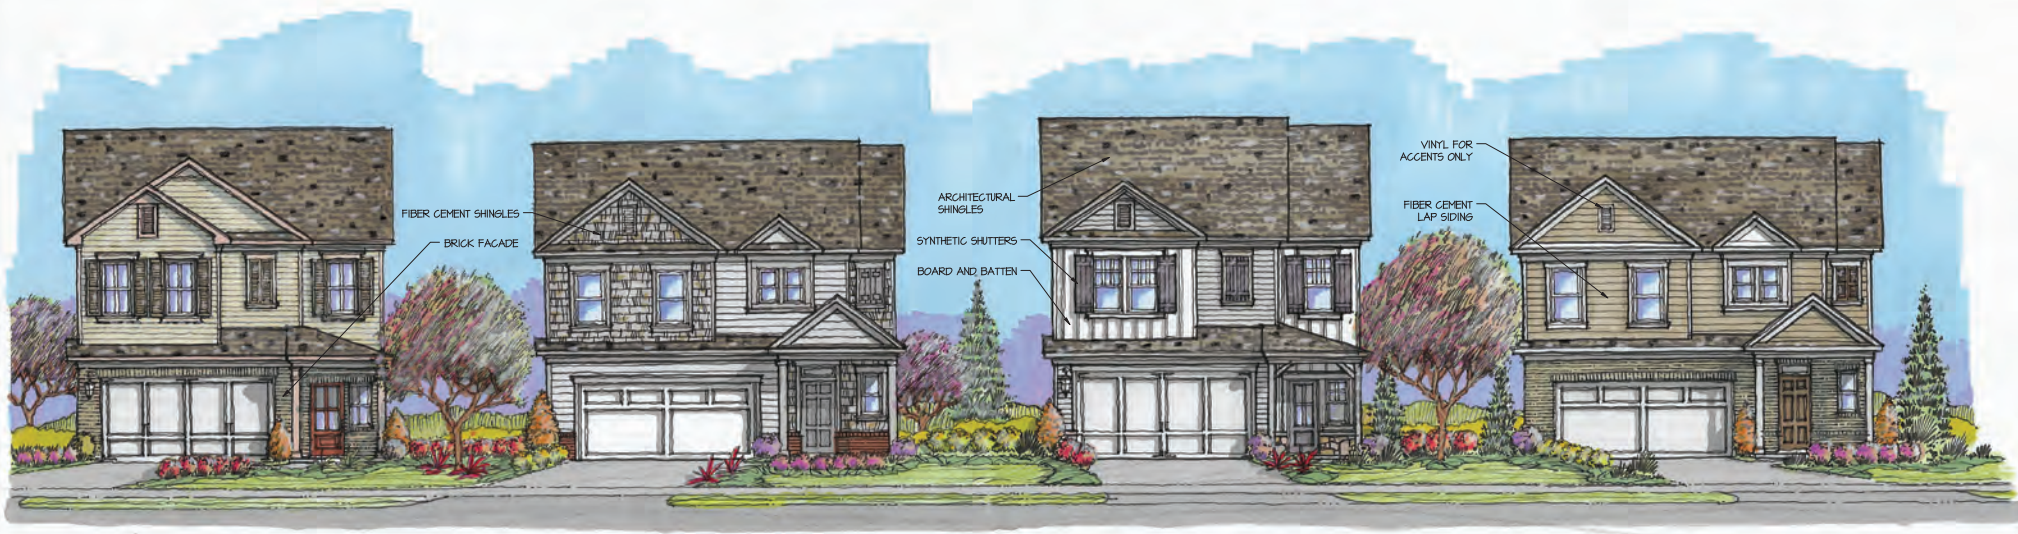 FIBER CEMENT SHINGLES
BRICK FACADE
ARCHITECTURAL
SHINGLES
SYNTHETIC SHUTTERS
BOARD AND BATTEN
VINYL FOR
ACCENTS ONLY
FIBER CEMENT
LAP SIDING